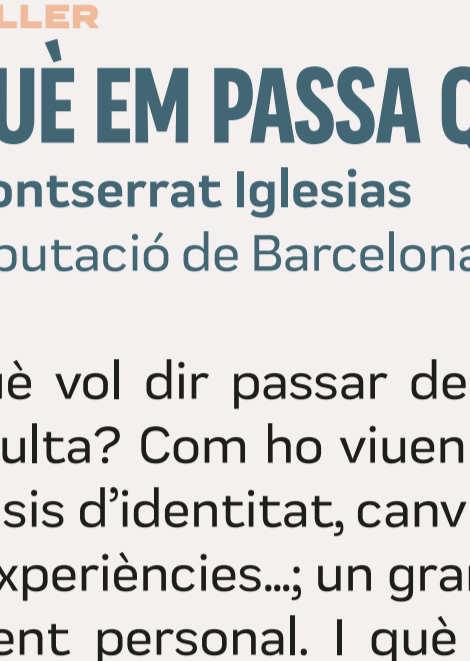 LLER
UÈ EM PASSA Q
ontserrat Iglesias
putació de Barcelona
uè vol dir passar de
ulta? Com ho viuen
sis d’identitat, canv
xperiències...; un gran
ent personal. I què